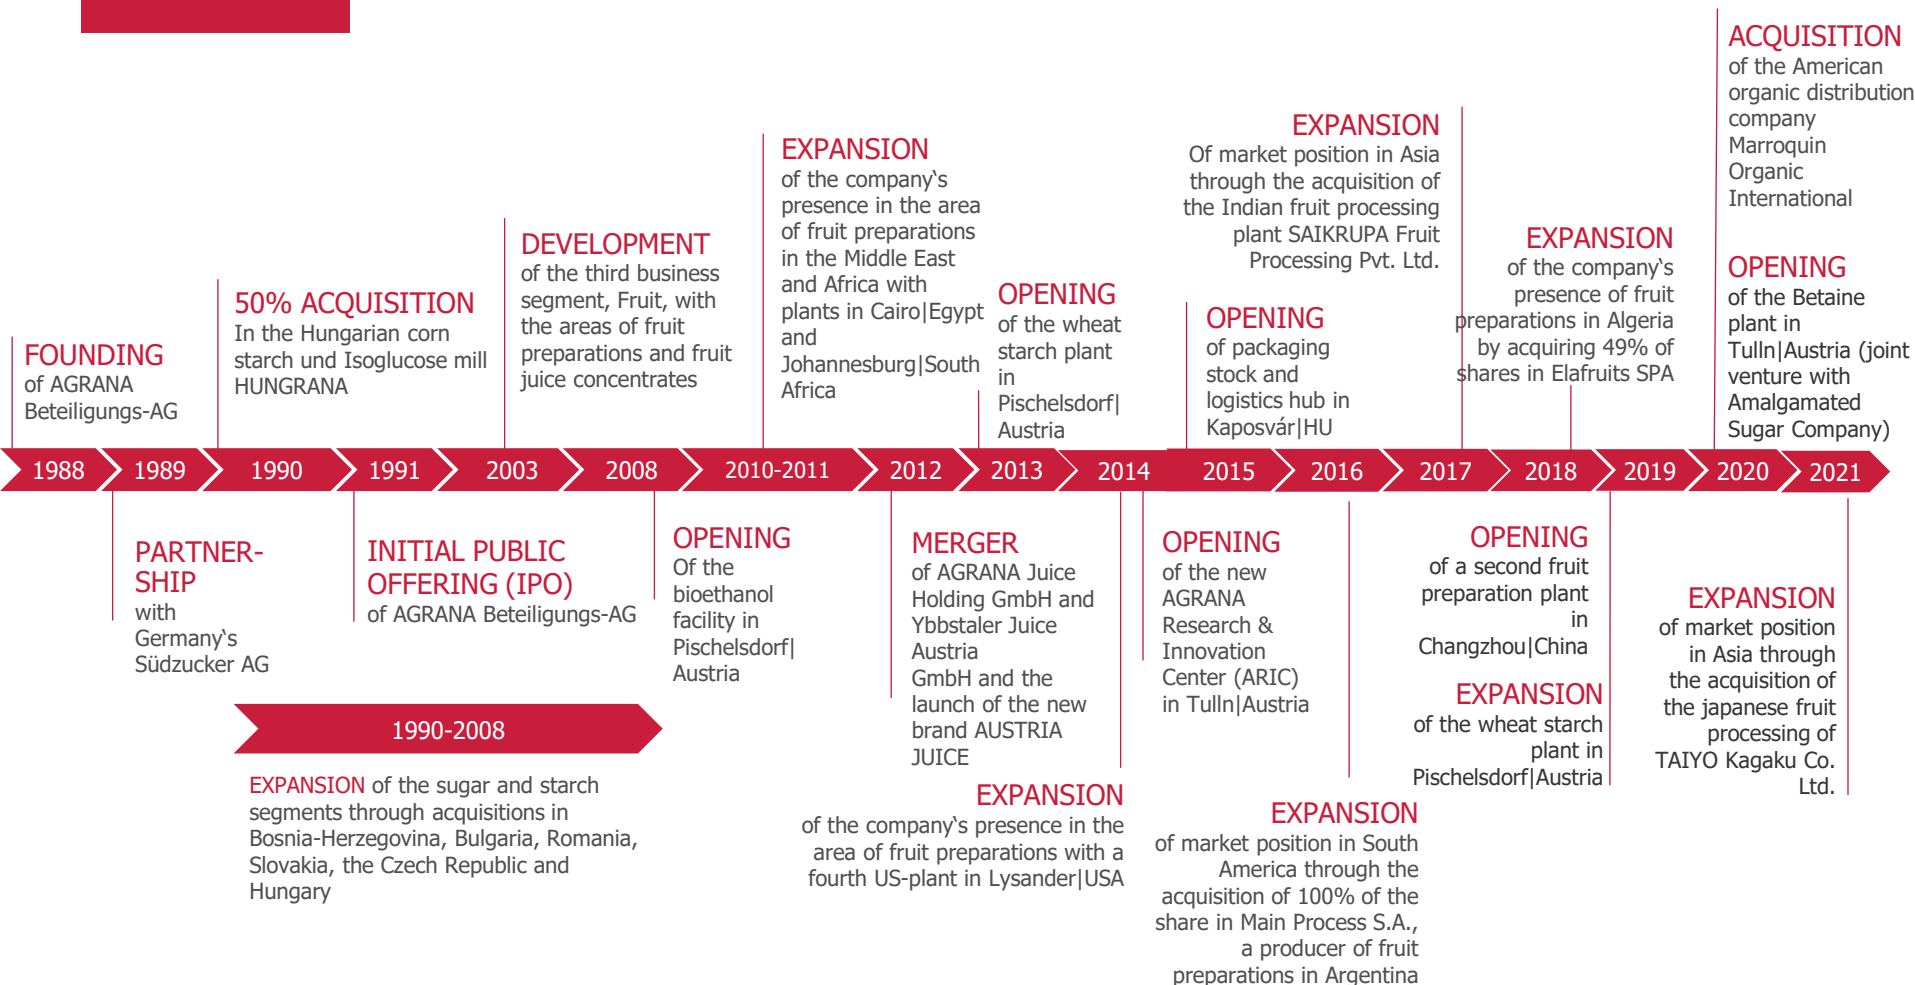 FOUNDING
of AGRANA
Beteiligungs-AG
50% ACQUISITION
In the Hungarian corn
starch und Isoglucose mill
HUNGRANA
DEVELOPMENT
of the third business
segment, Fruit, with
the areas of fruit
preparations and fruit
juice concentrates
EXPANSION
of the company‘s
presence in the area
of fruit preparations
in the Middle East
and Africa with
plants in Cairo|Egypt
and
Johannesburg|South
Africa
OPENING
of the wheat
starch plant
in
Pischelsdorf|
Austria
EXPANSION
Of market position in Asia
through the acquisition of
the Indian fruit processing
plant SAIKRUPA Fruit
Processing Pvt. Ltd.
OPENING
of packaging
stock and
logistics hub in
Kaposvár|HU
EXPANSION
of the company‘s
presence of fruit
preparations in Algeria
by acquiring 49% of
shares in Elafruits SPA
ACQUISITION
of the American
organic distribution
company
Marroquin
Organic
International
OPENING
of the Betaine
plant in
Tulln|Austria (joint
venture with
Amalgamated
Sugar Company)
1988
1989
1990
1991
2003
2008
2010-2011
2012
2013
2014
2015
2016
2017
2018
2019
2020
2021
PARTNER-
SHIP
with
Germany‘s
Südzucker AG
INITIAL PUBLIC
OFFERING (IPO)
of AGRANA Beteiligungs-AG
OPENING
Of the
bioethanol
facility in
Pischelsdorf|
Austria
MERGER
of AGRANA Juice
Holding GmbH and
Ybbstaler Juice
Austria
GmbH and the
launch of the new
brand AUSTRIA
JUICE
EXPANSION
of the company‘s presence in the
area of fruit preparations with a
fourth US-plant in Lysander|USA
OPENING
of the new
AGRANA
Research &
Innovation
Center (ARIC)
in Tulln|Austria
EXPANSION
of market position in South
America through the
acquisition of 100% of the
share in Main Process S.A.,
a producer of fruit
preparations in Argentina
OPENING
of a second fruit
preparation plant
in
Changzhou|China
EXPANSION
of the wheat starch
plant in
Pischelsdorf|Austria
EXPANSION
of market position
in Asia through
the acquisition of
the japanese fruit
processing of
TAIYO Kagaku Co.
Ltd.
1990-2008
EXPANSION of the sugar and starch
segments through acquisitions in
Bosnia-Herzegovina, Bulgaria, Romania,
Slovakia, the Czech Republic and
Hungary